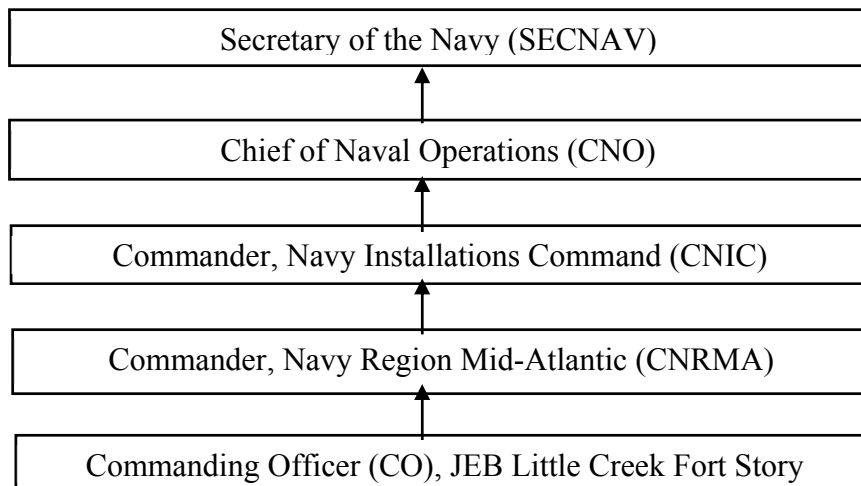 Secretary of the Navy (SECNAV)
Chief of Naval Operations (CNO)
Commander, Navy Installations Command (CNIC)
Commander, Navy Region Mid-Atlantic (CNRMA)
Commanding Officer (CO), JEB Little Creek Fort Story